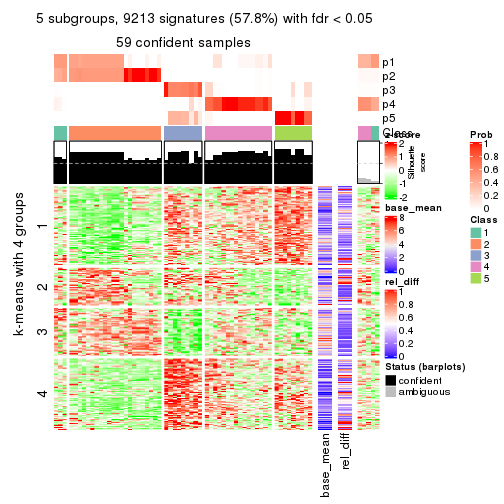 5 subgroups, 9213 signatures (57.8%) with fdr < 0.05
59 confident samples
p1
p2
p3
p4
p5
Class
1
2
3
4
k-means with 4 groups
base_mean
rel_diff
z-score
2
1
0
-1
-2
Silhouette
score
base_mean
8
6
4
2
0
rel_diff
1
0.8
0.6
0.4
0.2
0
Status (barplots)
confident
ambiguous
Prob
1
0.8
0.6
0.4
0.2
0
Class
1
2
3
4
5